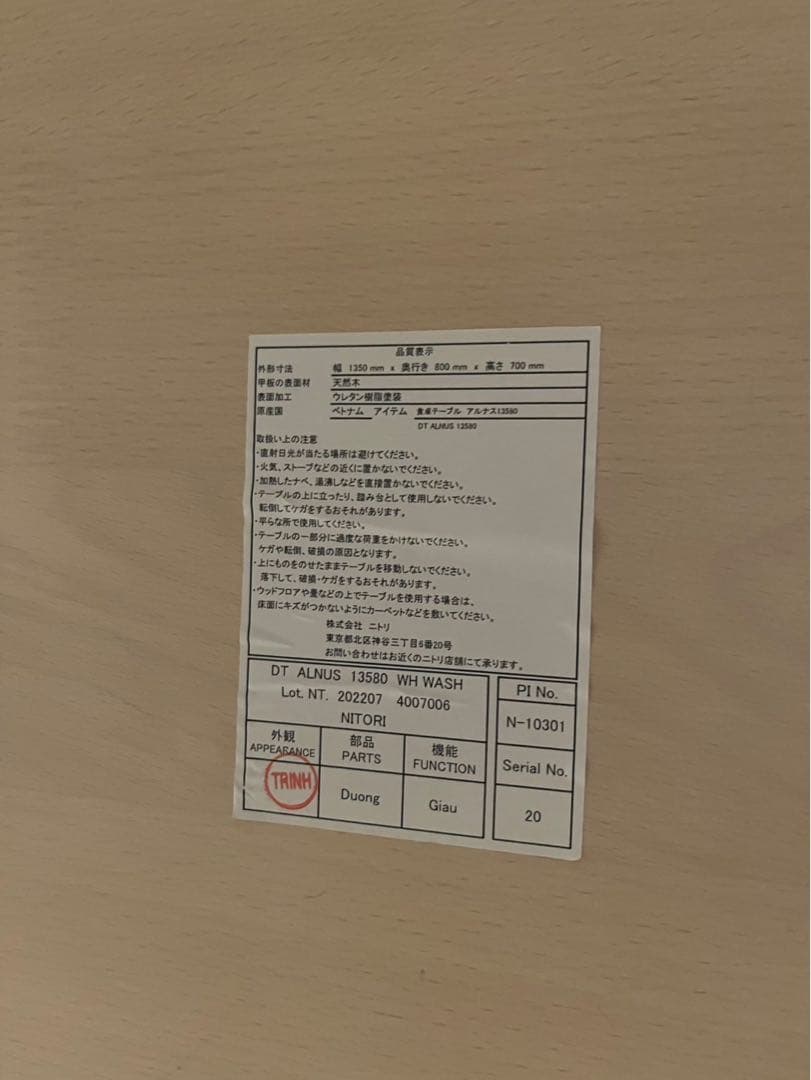 品質表示
外形寸法 幅 1350 mm x 奥行き 800 mm x 高さ 700 mm
甲板の表面材 天然木
表面加工 ウレタン樹脂塗装
原産国 ベトナム アイテム 食卓テーブル アルナス13580
DT ALNUS 13580
取扱い上の注意
・直射日光が当たる場所は避けてください。
・火気、ストーブなどの近くに置かないでください。
・加熱したナベ、湯沸しなどを直接置かないでください。
・テーブルの上に立ったり、踏み台として使用しないでください。
転倒してケガをするおそれがあります。
・平らな所で使用してください。
・テーブルの一部分に過度な荷重をかけないでください。
ケガや転倒、破損の原因となります。
・上にものをのせたままテーブルを移動しないでください。
落下して、破損・ケガをするおそれがあります。
・ウッドフロアや畳などの上でテーブルを使用する場合は、
床面にキズがつかないようにカーペットなどを敷いてください。
株式会社 ニトリ
東京都北区神谷三丁目6番20号
お問い合わせはお近くのニトリ店舗にて承ります。
DT ALNUS 13580 WH WASH
Lot. NT. 202207 4007006
NITORI
外観 部品 機能
APPEARANCE PARTS FUNCTION
TRINH Duong Giau
PI No.
N-10301
Serial No.
20